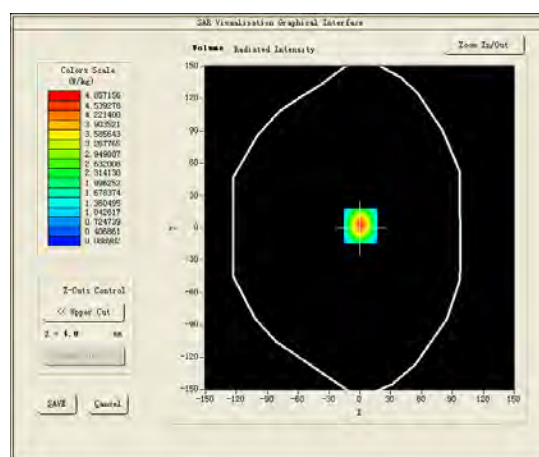 SAR Visualisation Graphical Interface
Volume Radiated Intensity
Zoom In/Out
Colors Scale
(W/kg)
4.857156
4.539278
4.221400
3.903521
3.585643
3.267765
2.949887
2.632008
2.314130
1.996252
1.678374
1.360495
1.042617
0.724739
0.406861
Z-Cuts Control
<< Upper Cut
Z = 4.0 mm
SAVE
Cancel
150
120
90
60
30
0
-30
-60
-90
-120
-150
-150 -120 -90 -60 -30 0 30 60 90 120 150
X